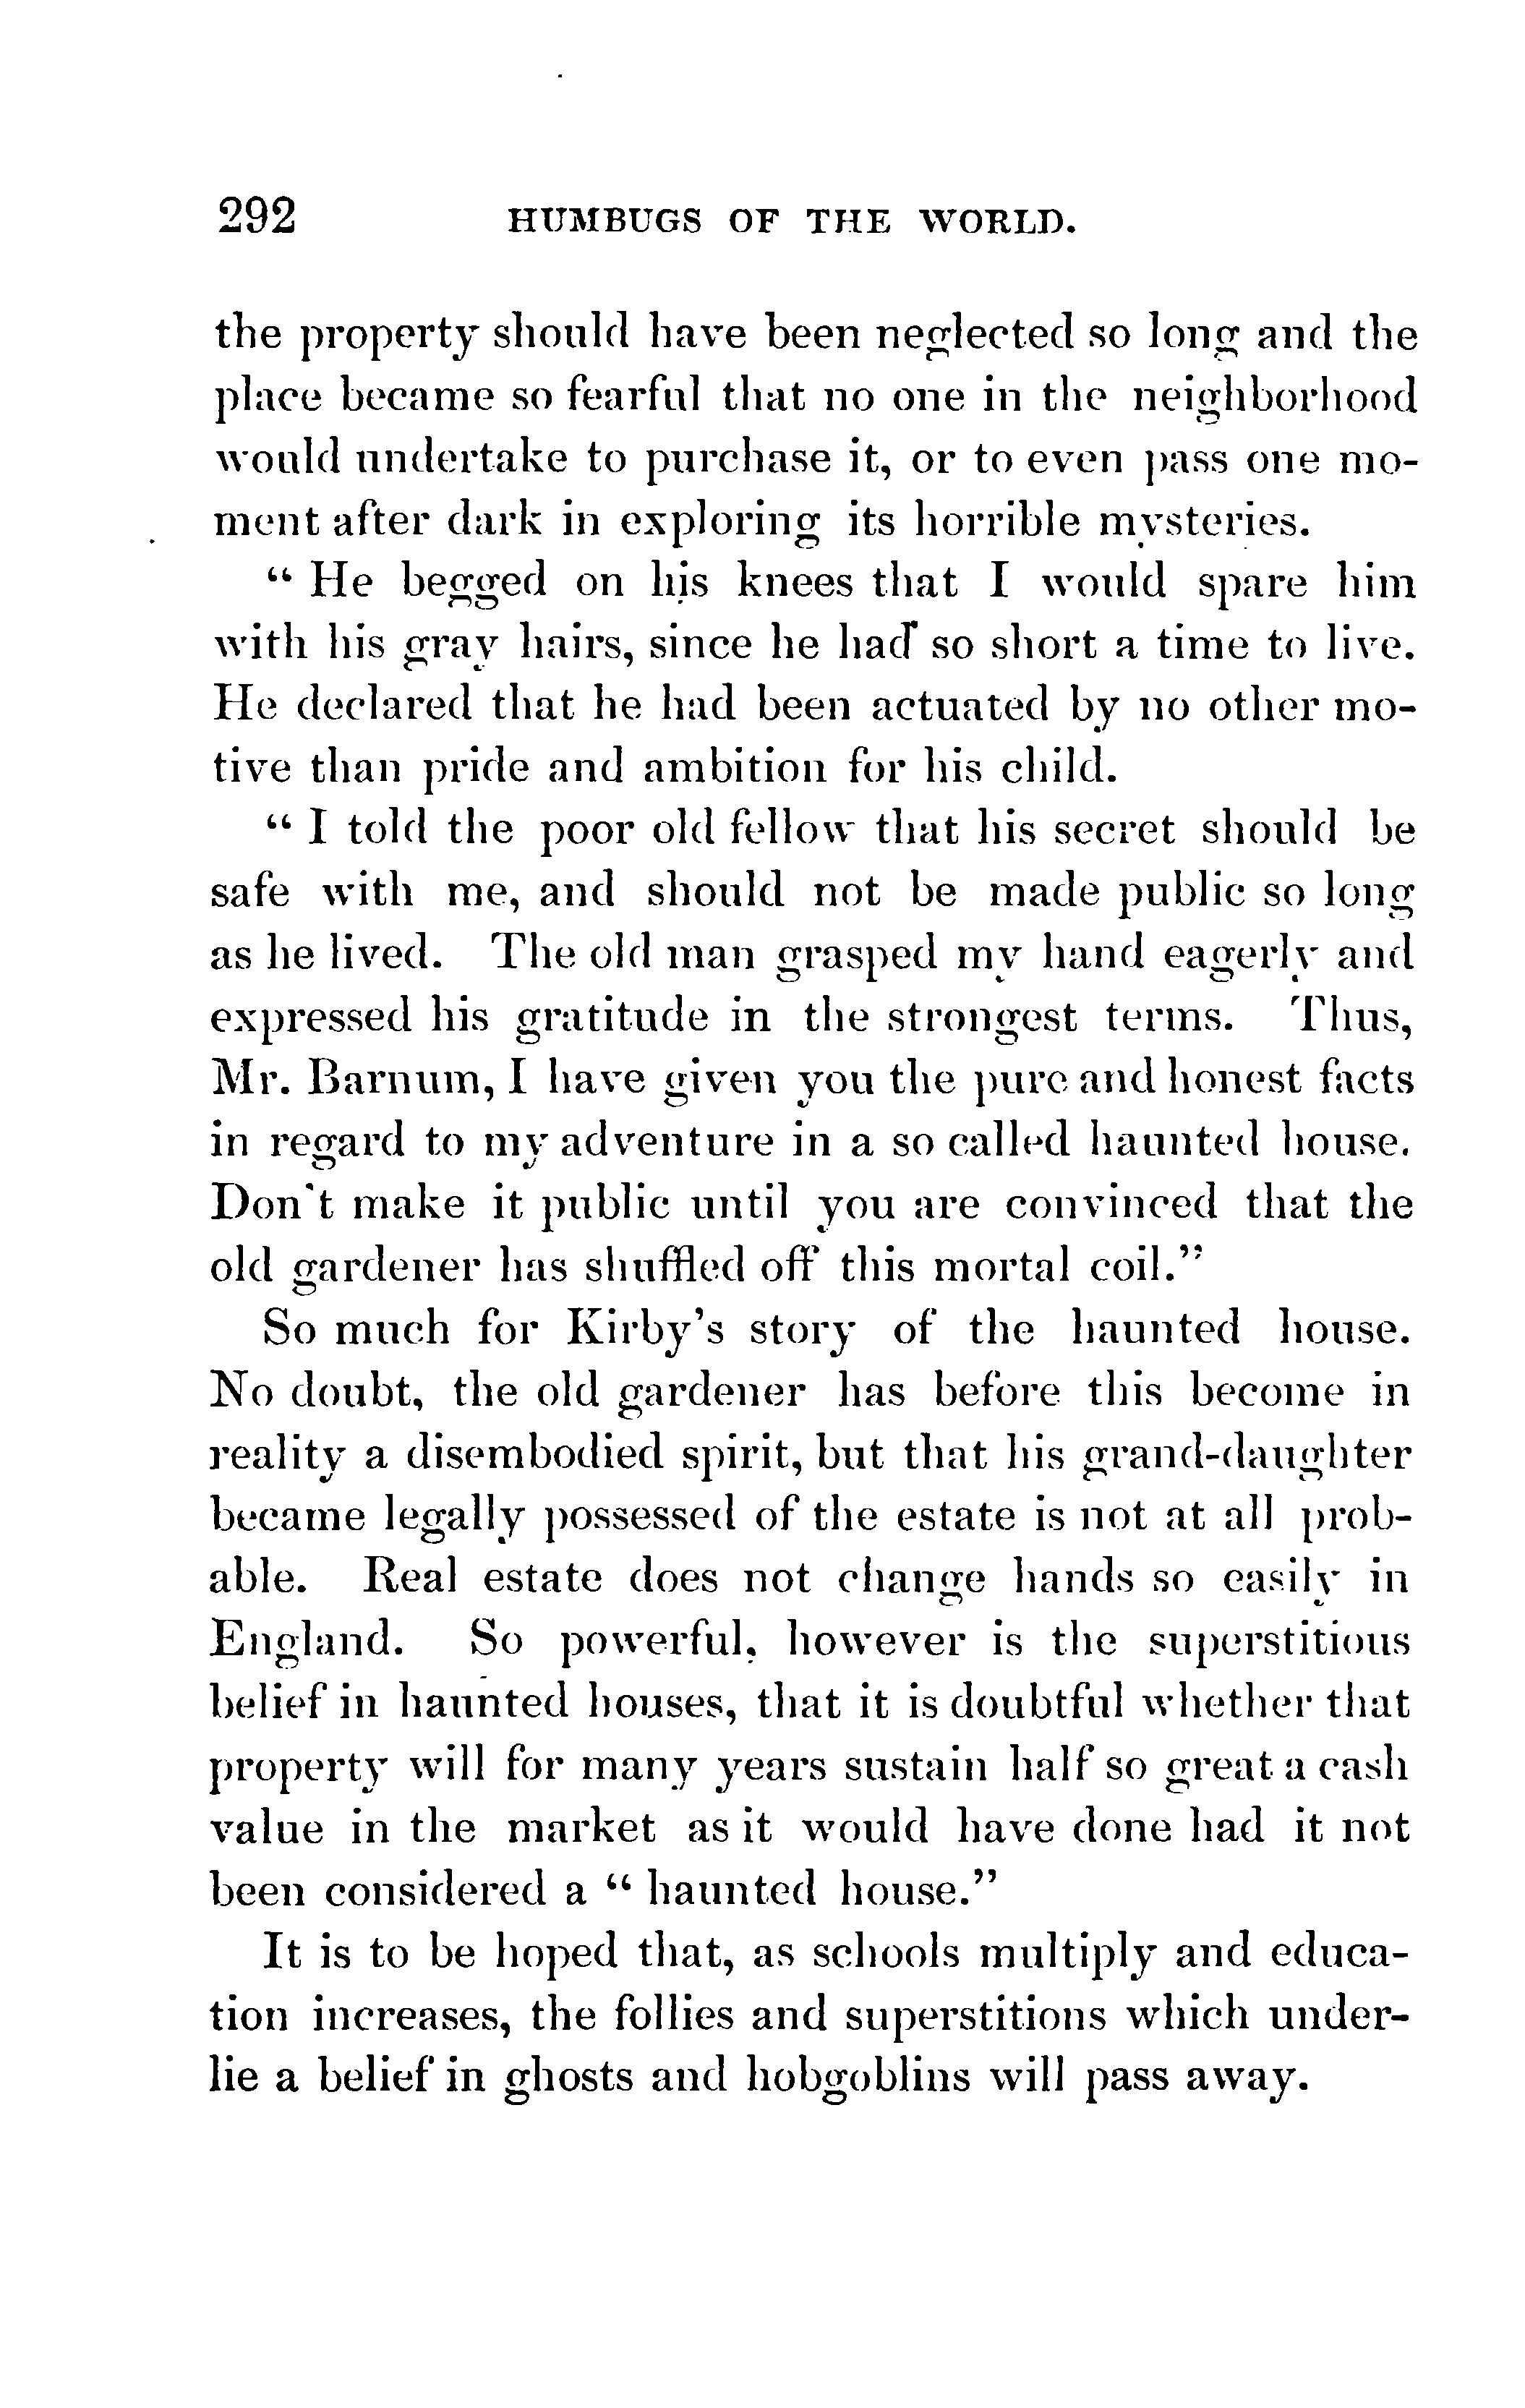 292 HUMBUGS OF THE WORLD.
the property should have been neglected so long and the
place became so fearful that no one in the neighborhood
would undertake to purchase it, or to even pass one mo-
ment after dark in exploring its horrible mysteries.
“ He begged on his knees that I would spare him
with his gray hairs, since he had so short a time to live.
He declared that he had been actuated by no other mo-
tive than pride and ambition for his child.
“ I told the poor old fellow that his secret should be
safe with me, and should not be made public so long
as he lived. The old man grasped my hand eagerly and
expressed his gratitude in the strongest terms. Thus,
Mr. Barnum, I have given you the pure and honest facts
in regard to my adventure in a so called haunted house.
Don't make it public until you are convinced that the
old gardener has shuffled off this mortal coil.”
So much for Kirby's story of the haunted house.
No doubt, the old gardener has before this become in
reality a disembodied spirit, but that his grand-daughter
became legally possessed of the estate is not at all prob-
able. Real estate does not change hands so easily in
England. So powerful, however is the superstitious
belief in haunted houses, that it is doubtful whether that
property will for many years sustain half so great a cash
value in the market as it would have done had it not
been considered a “ haunted house.”
It is to be hoped that, as schools multiply and educa-
tion increases, the follies and superstitions which under-
lie a belief in ghosts and hobgoblins will pass away.